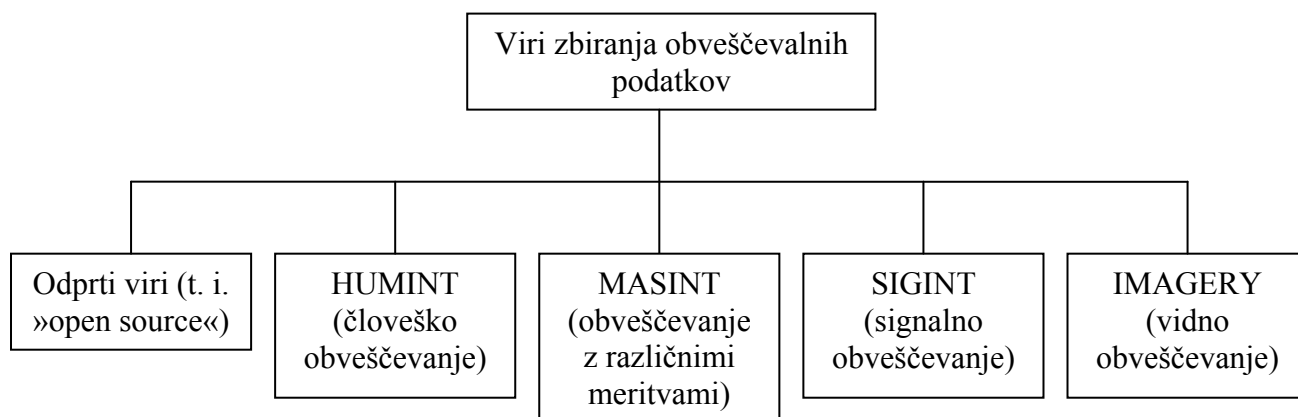 Viri zbiranja obveščevalnih
podatkov
Odprti viri (t. i.
»open source«)
HUMINT
(človeško
obveščevanje)
MASINT
(obveščevanje
z različnimi
meritvami)
SIGINT
(signalno
obveščevanje)
IMAGERY
(vidno
obveščevanje)